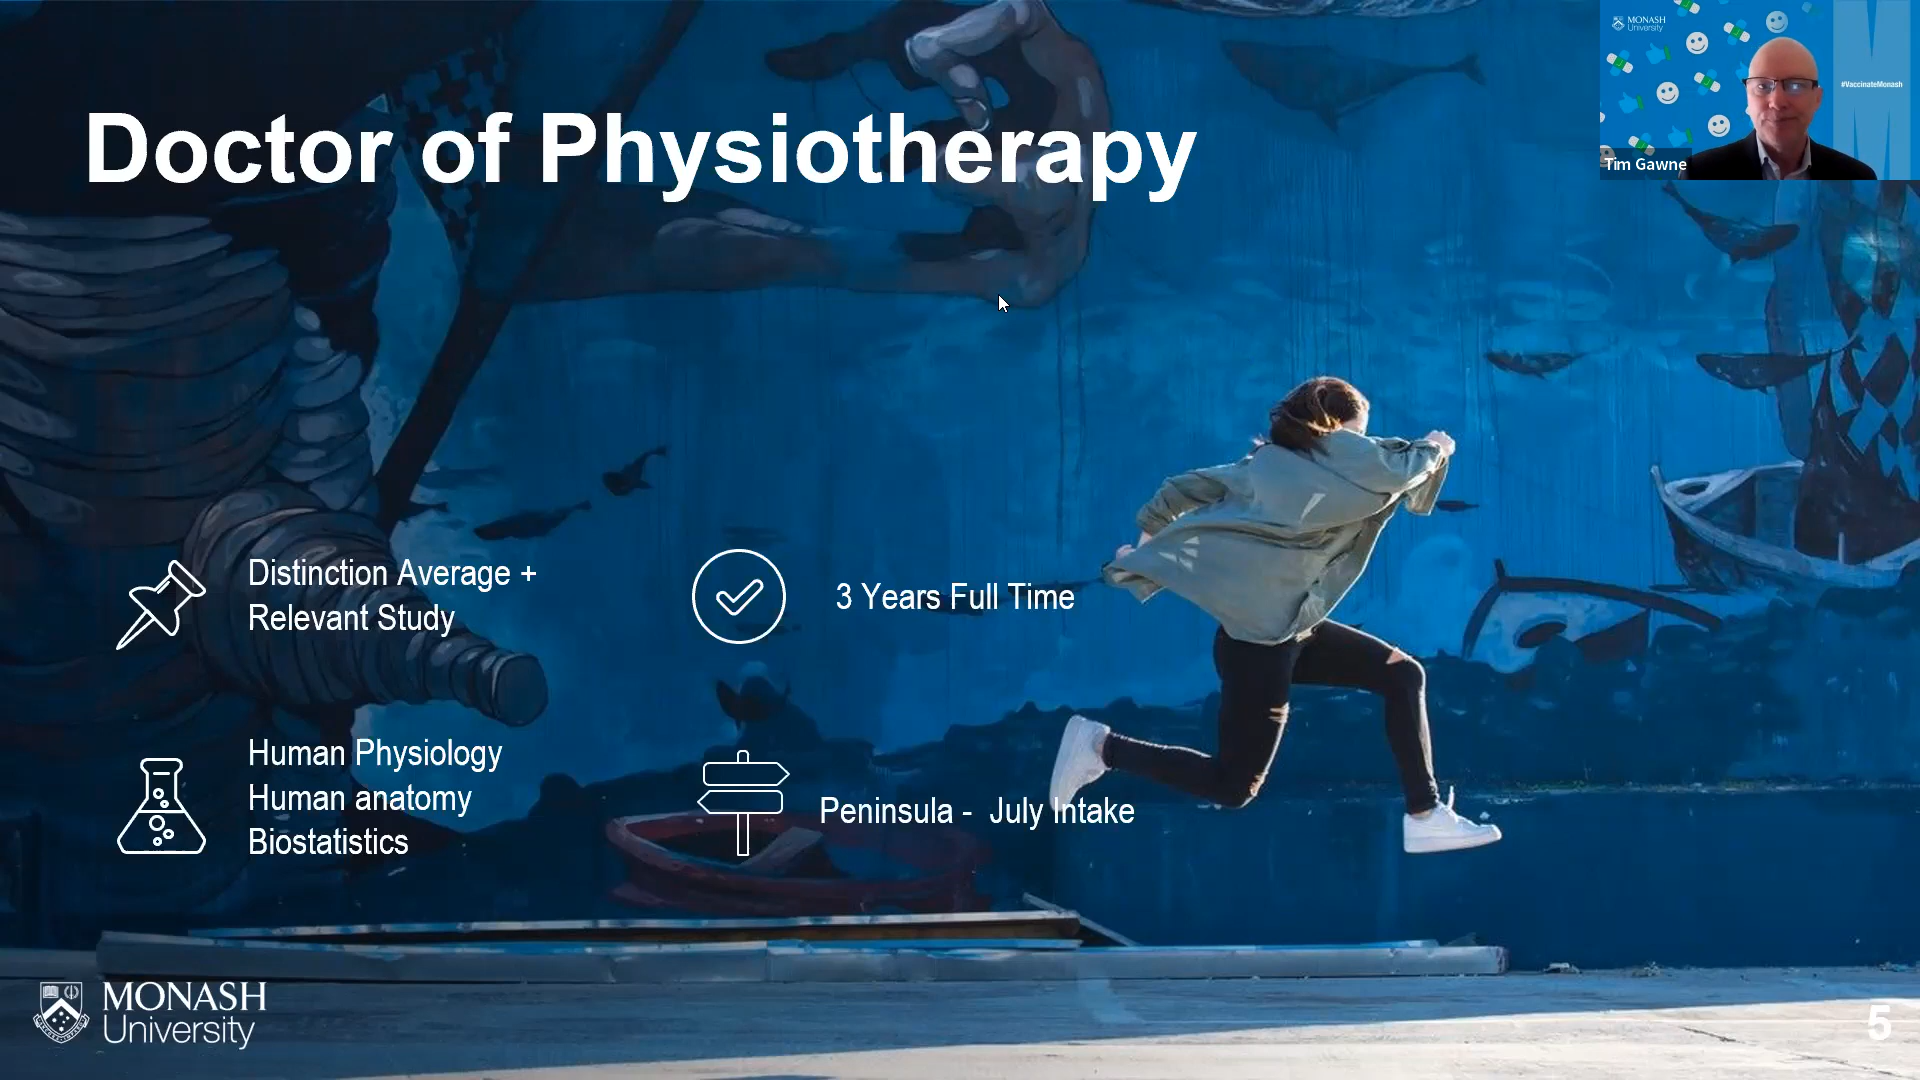 MONASH
University
#VaccinateMonash
Tim Gawne
Doctor of Physiotherapy
Distinction Average +
Relevant Study
3 Years Full Time
Human Physiology
Human anatomy
Biostatistics
Peninsula - July Intake
MONASH
University
5